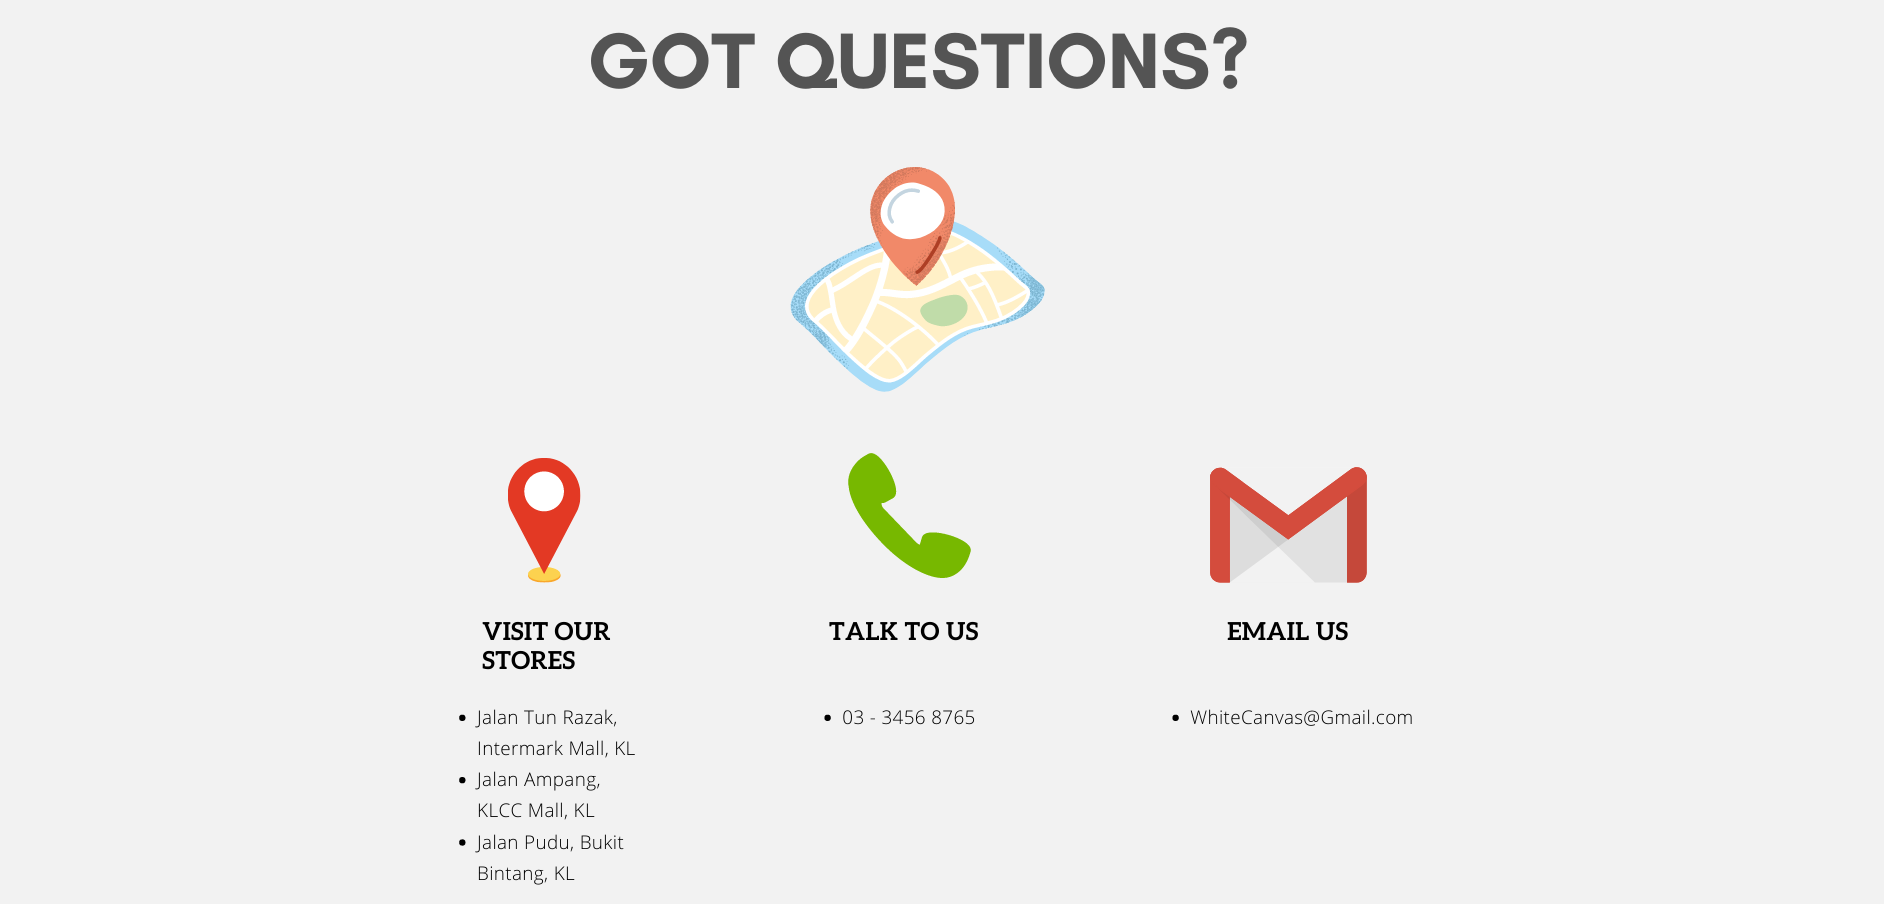 GOT QUESTIONS?
VISIT OUR
STORES
• Jalan Tun Razak,
Intermark Mall, KL
• Jalan Ampang,
KLCC Mall, KL
• Jalan Pudu, Bukit
Bintang, KL
TALK TO US
• 03 - 3456 8765
EMAIL US
• WhiteCanvas@Gmail.com